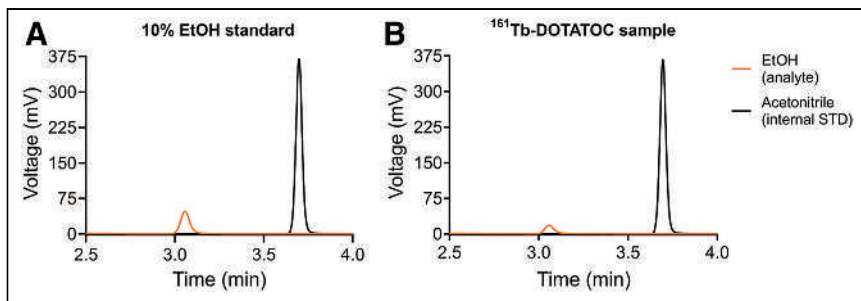 A
10% EtOH standard
375
300
225
150
75
0
Voltage (mV)
2.5
3.0
3.5
4.0
Time (min)
B
¹⁶¹Tb-DOTATOC sample
375
300
225
150
75
0
Voltage (mV)
2.5
3.0
3.5
4.0
Time (min)
EtOH
(analyte)
Acetonitrile
(internal STD)